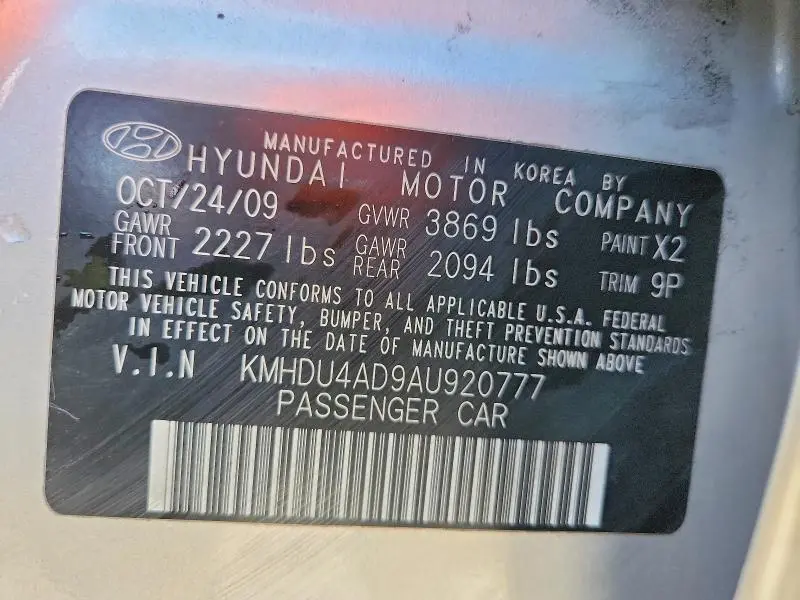 MANUFACTURED IN KOREA BY
HYUNDAI MOTOR COMPANY
OCT/24/09 GVWR 3869 lbs PAINT X2
GAWR FRONT 2227 lbs GAWR REAR 2094 lbs TRIM 9P
THIS VEHICLE CONFORMS TO ALL APPLICABLE U.S.A. FEDERAL
MOTOR VEHICLE SAFETY, BUMPER, AND THEFT PREVENTION STANDARDS
IN EFFECT ON THE DATE OF MANUFACTURE SHOWN ABOVE
V.I.N KMHDU4AD9AU920777
PASSENGER CAR